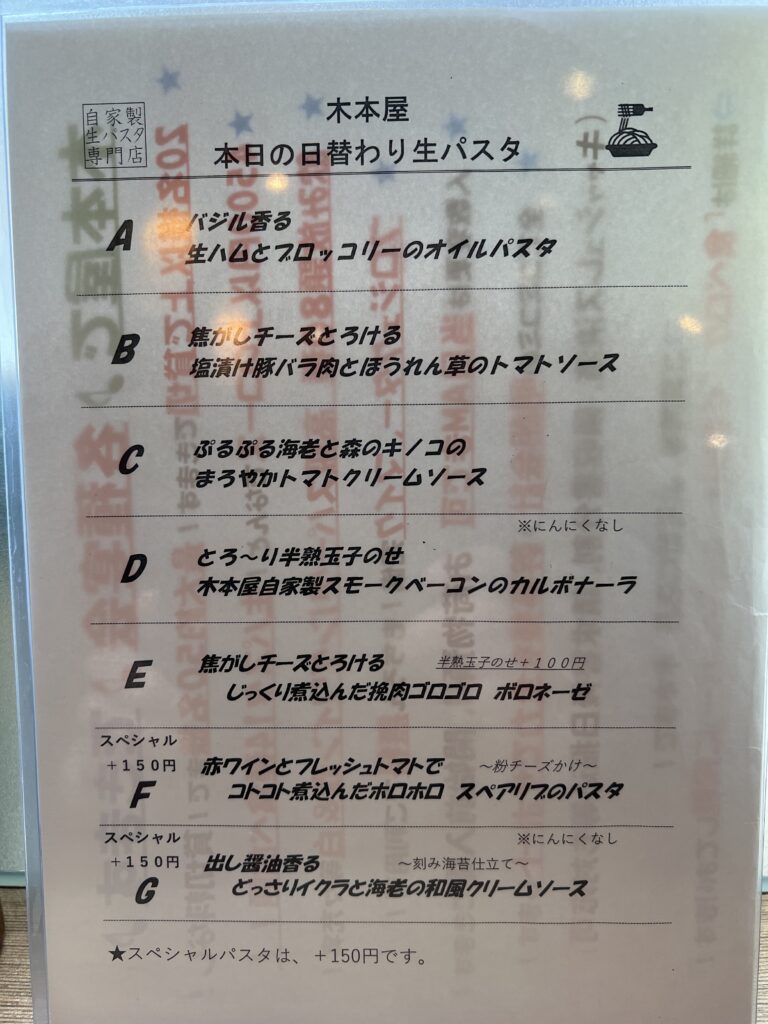 自家製
生パスタ
専門店
木本屋
本日の日替わり生パスタ
A
バジル香る
生ハムとブロッコリーのオイルパスタ
B
焦がしチーズとろける
塩漬け豚バラ肉とほうれん草のトマトソース
C
ぷるぷる海老と森のキノコの
まろやかトマトクリームソース
※にんにくなし
D
とろ～り半熟玉子のせ
木本屋自家製スモークベーコンのカルボナーラ
E
焦がしチーズとろける 半熟玉子のせ＋１００円
じっくり煮込んだ挽肉ゴロゴロ ボロネーゼ
スペシャル
＋１５０円
F
赤ワインとフレッシュトマトで ～粉チーズかけ～
コトコト煮込んだホロホロ スペアリブのパスタ
スペシャル
＋１５０円
G
※にんにくなし
出し醤油香る ～刻み海苔仕立て～
どっさりイクラと海老の和風クリームソース
★スペシャルパスタは、＋150円です。